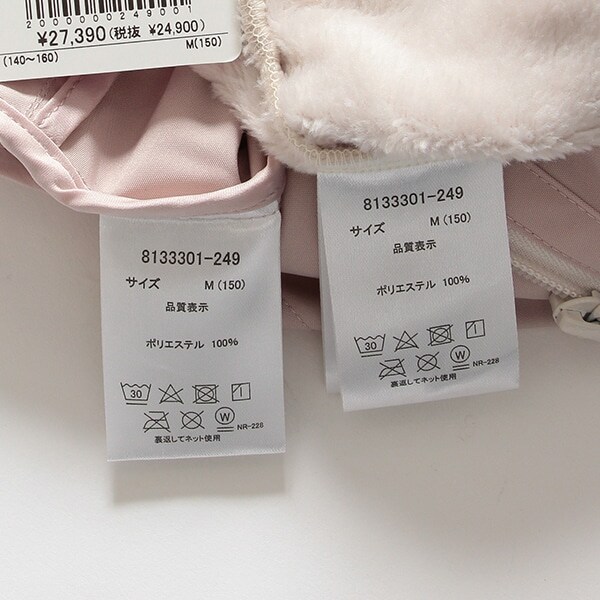 2000000249001
¥27,390(税抜 ¥24,900)
(140～160) M(150)
8133301-249
サイズ M(150)
品質表示
ポリエステル 100%
30
W
裏返してネット使用 NR-228
8133301-249
サイズ M(150)
品質表示
ポリエステル 100%
30
W
裏返してネット使用 NR-228